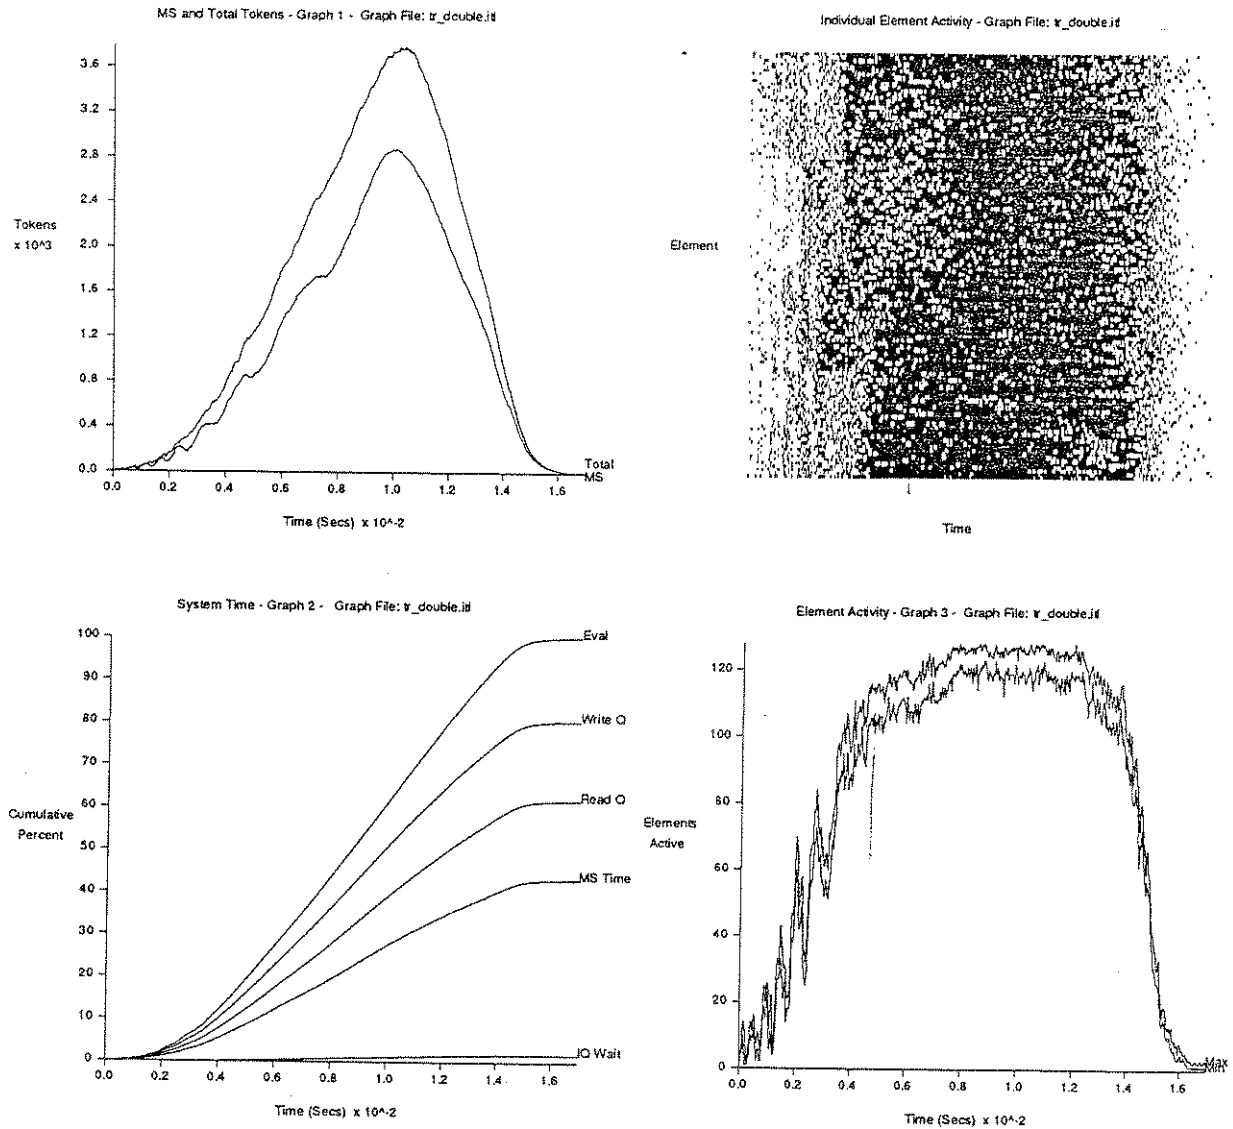 MS and Total Tokens - Graph 1 - Graph File: tr_double.itl
3.6
3.2
2.8
2.4
Tokens
x 10^3
2.0
1.6
1.2
0.8
0.4
0.0
Total
MS
0.0 0.2 0.4 0.6 0.8 1.0 1.2 1.4 1.6
Time (Secs) x 10^-2
Individual Element Activity - Graph File: tr_double.itl
Element
Time
System Time - Graph 2 - Graph File: tr_double.itl
100
Eval
90
80
Write Q
70
60
Read Q
Cumulative
Percent
50
40
MS Time
30
20
10
0
IQ Wait
0.0 0.2 0.4 0.6 0.8 1.0 1.2 1.4 1.6
Time (Secs) x 10^-2
Element Activity - Graph 3 - Graph File: tr_double.itl
120
100
80
Elements
Active
60
40
20
0
Max
Min
0.0 0.2 0.4 0.6 0.8 1.0 1.2 1.4 1.6
Time (Secs) x 10^-2